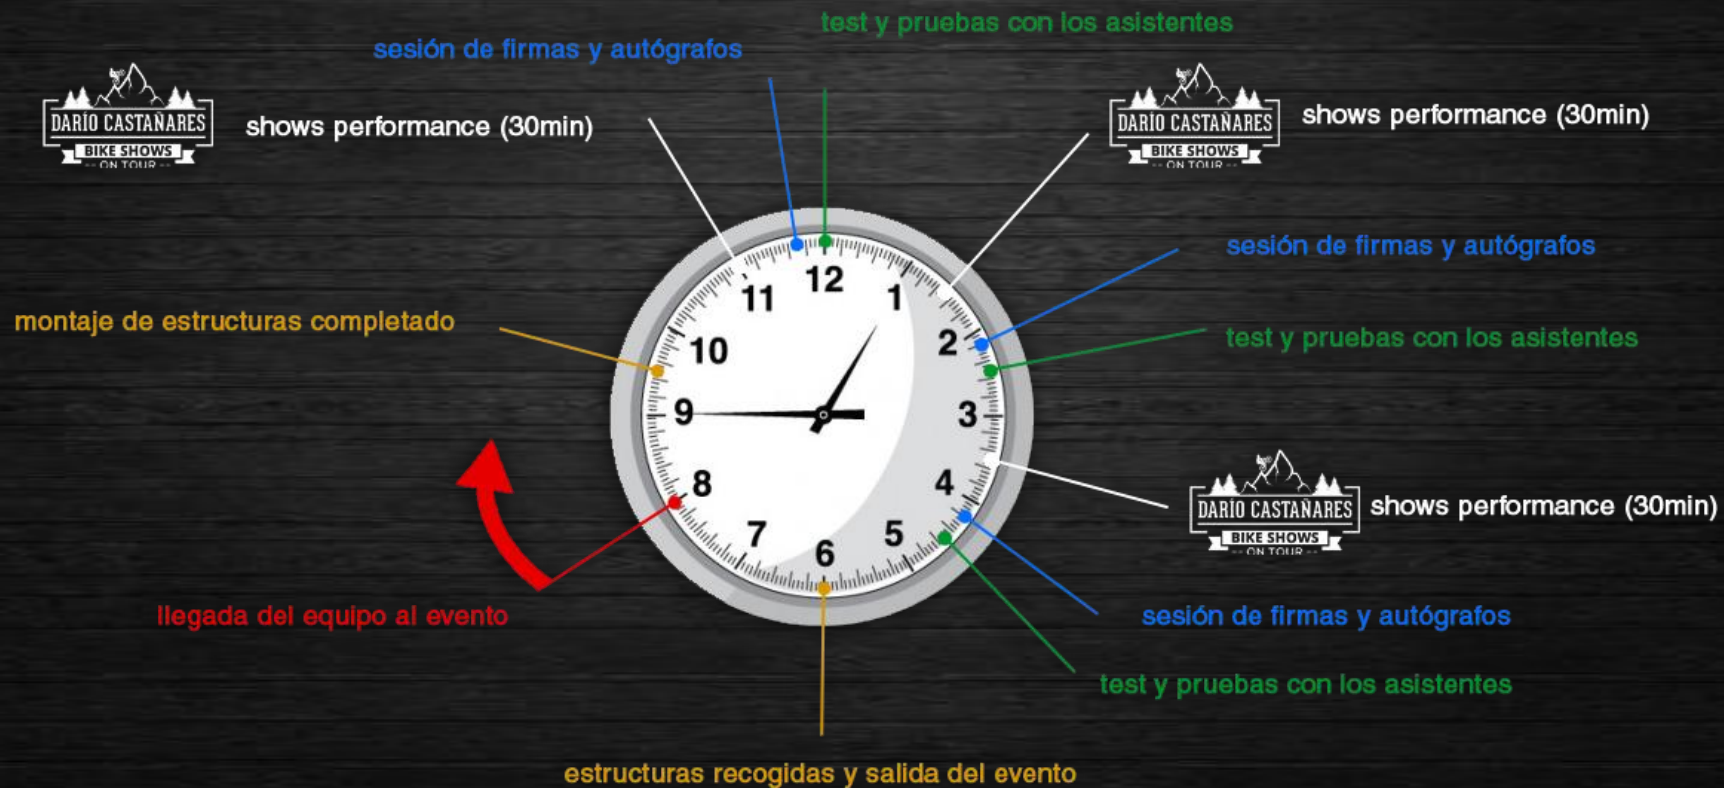 test y pruebas con los asistentes
sesión de firmas y autógrafos
DARÍO CASTAÑARES
BIKE SHOWS
-- ON TOUR --
shows performance (30min)
DARÍO CASTAÑARES
BIKE SHOWS
-- ON TOUR --
shows performance (30min)
sesión de firmas y autógrafos
montaje de estructuras completado
test y pruebas con los asistentes
12
1
2
3
4
5
6
7
8
9
10
11
DARÍO CASTAÑARES
BIKE SHOWS
-- ON TOUR --
shows performance (30min)
llegada del equipo al evento
sesión de firmas y autógrafos
test y pruebas con los asistentes
estructuras recogidas y salida del evento